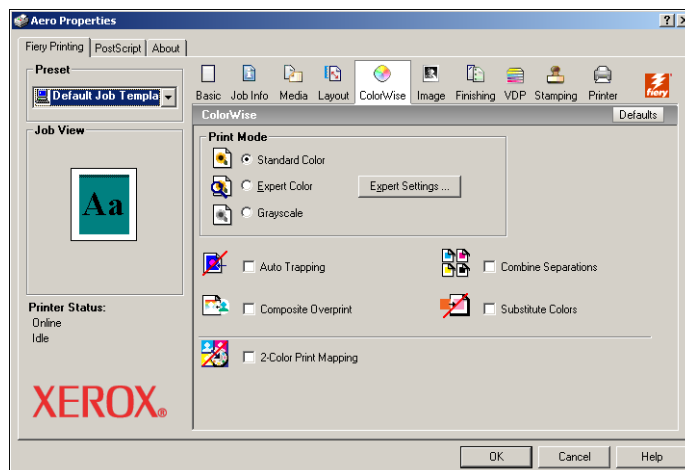 Aero Properties
Fiery Printing PostScript About
Preset
Default Job Templa
Job View
Aa
Printer Status:
Online
Idle
XEROX®
Basic Job Info Media Layout ColorWise Image Finishing VDP Stamping Printer
fiery
ColorWise Defaults
Print Mode
Standard Color
Expert Color Expert Settings ...
Grayscale
Auto Trapping Combine Separations
Composite Overprint Substitute Colors
2-Color Print Mapping
OK Cancel Help